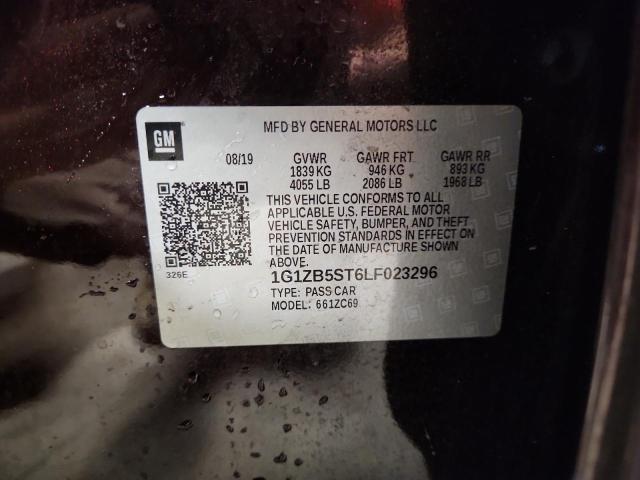 GM
MFD BY GENERAL MOTORS LLC
08/19 GVWR GAWR FRT GAWR RR
1839 KG 946 KG 893 KG
4055 LB 2086 LB 1968 LB
THIS VEHICLE CONFORMS TO ALL
APPLICABLE U.S. FEDERAL MOTOR
VEHICLE SAFETY, BUMPER, AND THEFT
PREVENTION STANDARDS IN EFFECT ON
THE DATE OF MANUFACTURE SHOWN
ABOVE.
326E
1G1ZB5ST6LF023296
TYPE: PASS CAR
MODEL: 661ZC69